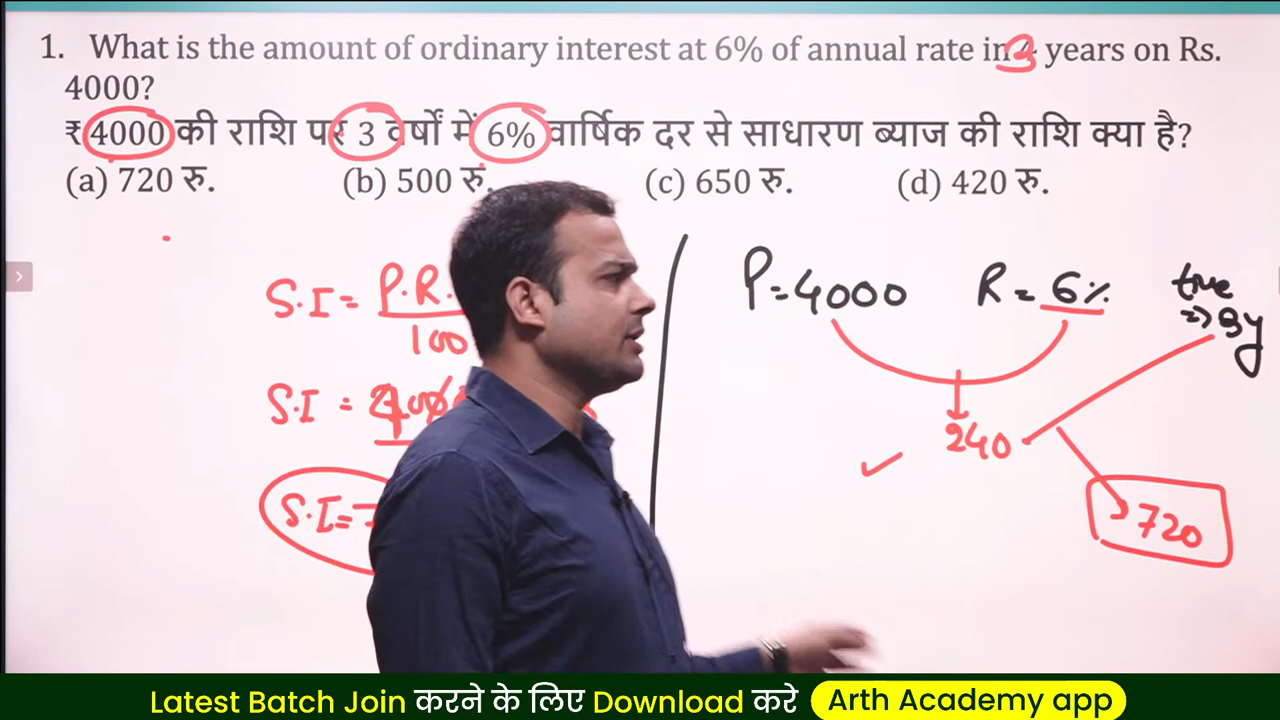 1. What is the amount of ordinary interest at 6% of annual rate in 3 years on Rs.
4000?
₹ 4000 की राशि पर 3 वर्षों में 6% वार्षिक दर से साधारण ब्याज की राशि क्या है?
(a) 720 रु. (b) 500 रु. (c) 650 रु. (d) 420 रु.
S.I = P.R.
100
S.I =
S.I =
P=4000 R = 6%
time
=> 3y
240
720
Latest Batch Join करने के लिए Download करे Arth Academy app